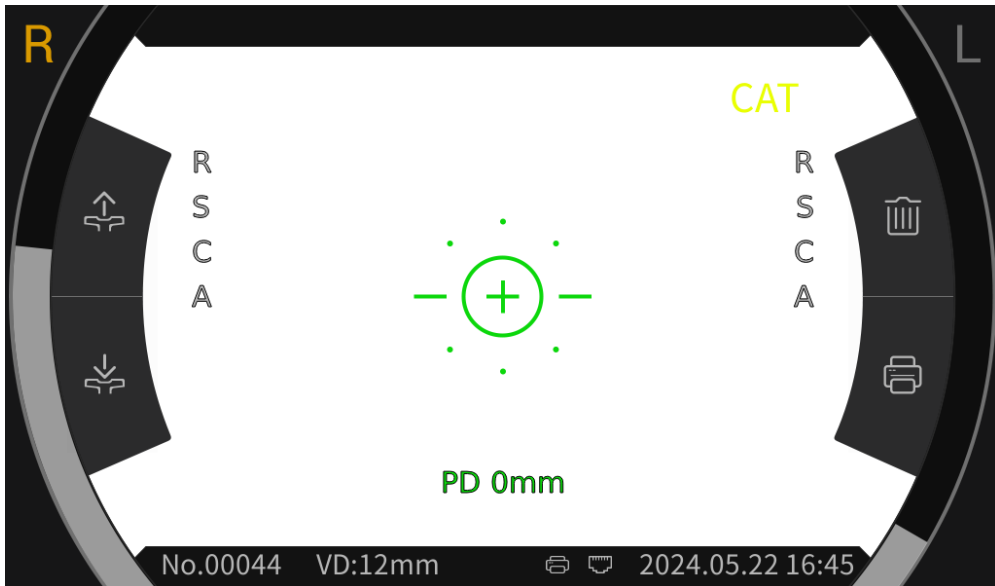 R L
CAT
R R
S S
C C
A A
PD 0mm
No.00044 VD:12mm 2024.05.22 16:45